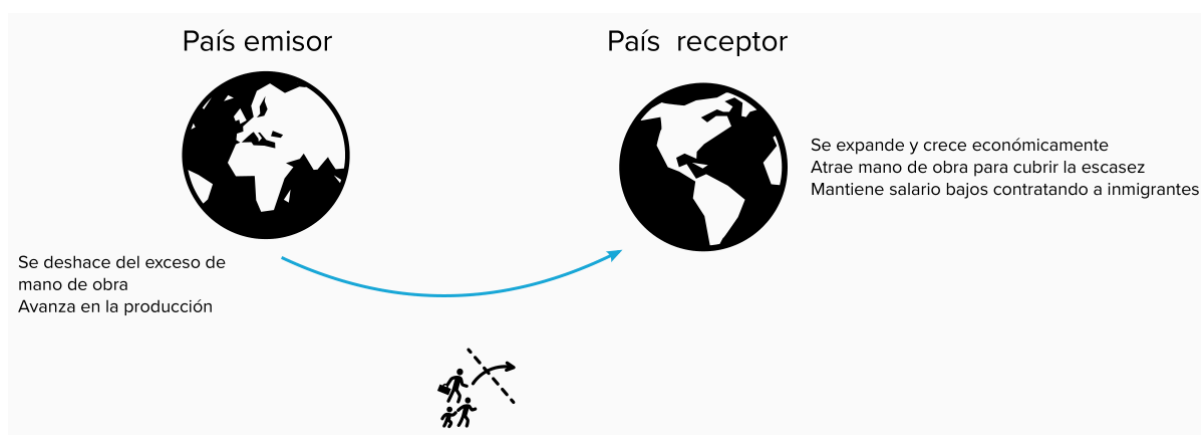 País emisor
País receptor
Se expande y crece económicamente
Atrae mano de obra para cubrir la escasez
Mantiene salario bajos contratando a inmigrantes
Se deshace del exceso de
mano de obra
Avanza en la producción